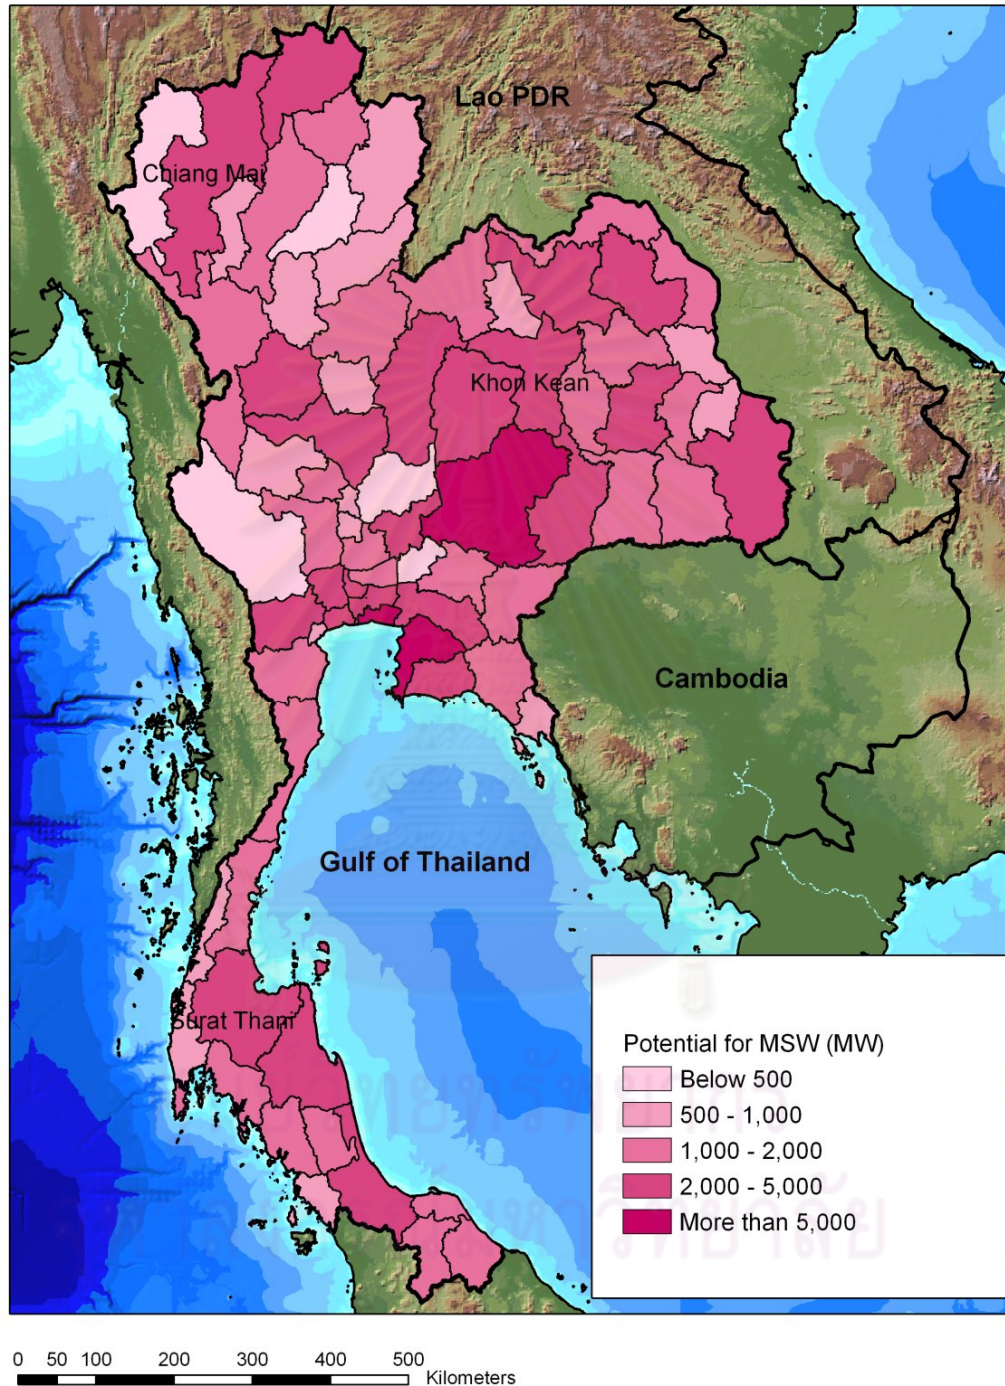 Lao PDR
Chiang Mai
Khon Kean
Cambodia
Gulf of Thailand
Surat Thani
Potential for MSW (MW)
Below 500
500 - 1,000
1,000 - 2,000
2,000 - 5,000
More than 5,000
0 50 100 200 300 400 500
Kilometers